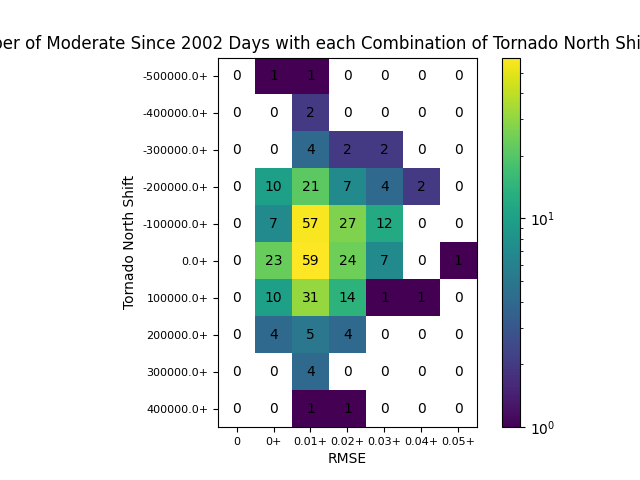 of Moderate Since 2002 Days with each Combination of Tornado North
Tornado North Shift
-500000.0+ 0 1 1 0 0 0 0
-400000.0+ 0 0 2 0 0 0 0
-300000.0+ 0 0 4 2 2 0 0
-200000.0+ 0 10 21 7 4 2 0
-100000.0+ 0 7 57 27 12 0 0
0.0+ 0 23 59 24 7 0 1
100000.0+ 0 10 31 14 1 1 0
200000.0+ 0 4 5 4 0 0 0
300000.0+ 0 0 4 0 0 0 0
400000.0+ 0 0 1 1 0 0 0
0 0+ 0.01+ 0.02+ 0.03+ 0.04+ 0.05+
RMSE
10¹
10⁰